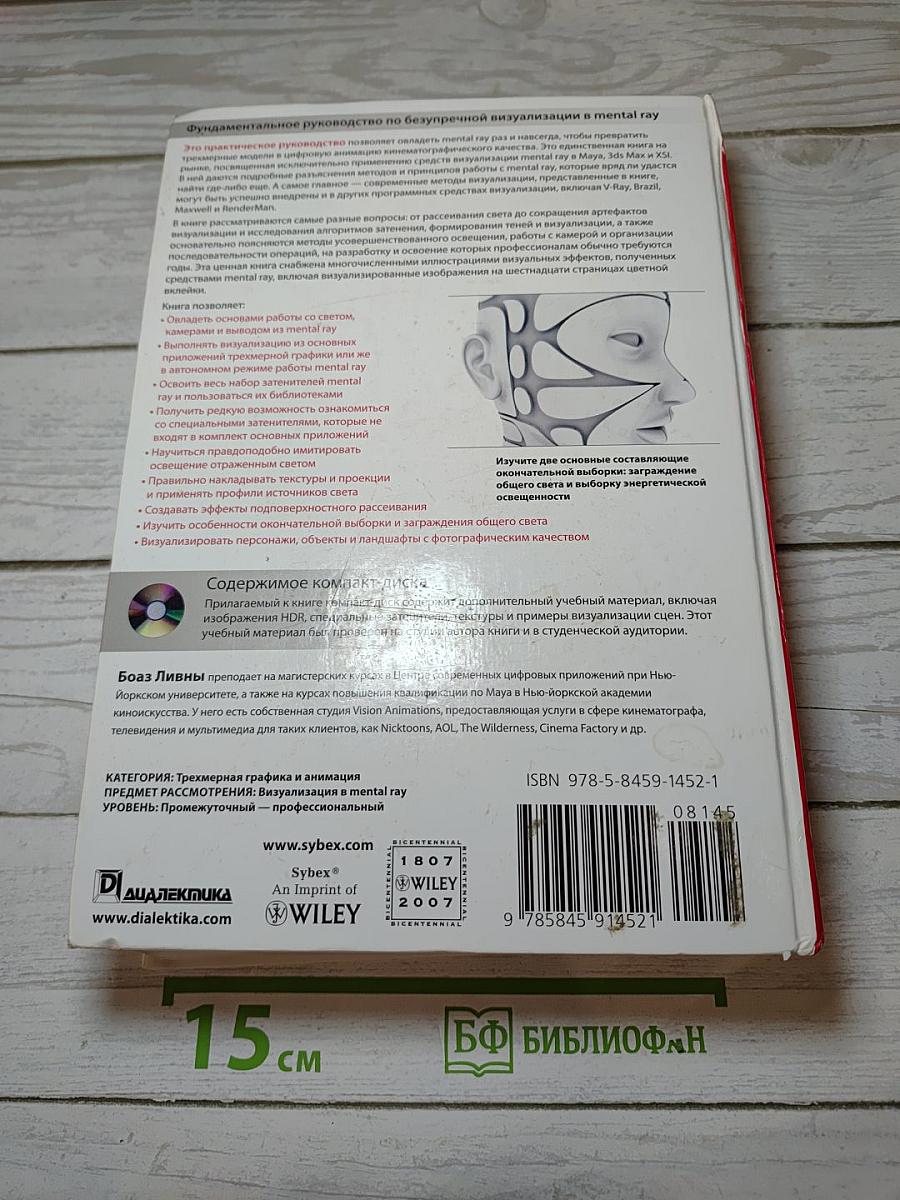 Фундаментальное руководство по безупречной визуализации в mental ray
Это практическое руководство позволяет овладеть mental ray раз и навсегда, чтобы превратить
трехмерные модели в цифровую анимацию кинематографического качества. Это единственная книга на
рынке, посвященная исключительно применению средств визуализации mental ray в Maya, 3ds Max и XSI.
В ней даются подробные разъяснения методов и принципов работы с mental ray, которые вряд ли удастся
найти где-либо еще. А самое главное — современные методы визуализации, представленные в книге,
могут быть успешно внедрены и в других программных средствах визуализации, включая V-Ray, Brazil,
Maxwell и RenderMan.
В книге рассматриваются самые разные вопросы: от рассеивания света до сокращения артефактов
визуализации и исследования алгоритмов затенения, формирования теней и визуализации, а также
основательно поясняются методы усовершенствованного освещения, работы с камерой и организации
последовательности операций, на разработку и освоение которых профессионалам обычно требуются
годы. Эта ценная книга снабжена многочисленными иллюстрациями визуальных эффектов, полученных
средствами mental ray, включая визуализированные изображения на шестнадцати страницах цветной
вклейки.
Книга позволяет:
• Овладеть основами работы со светом,
камерами и выводом из mental ray
• Выполнять визуализацию из основных
приложений трехмерной графики или же
в автономном режиме работы mental ray
• Освоить весь набор затенителей mental
ray и пользоваться их библиотеками
• Получить редкую возможность ознакомиться
со специальными затенителями, которые не
входят в комплект основных приложений
• Научиться правдоподобно имитировать
освещение отраженным светом
• Правильно накладывать текстуры и проекции
и применять профили источников света
• Создавать эффекты подповерхностного рассеивания
• Изучить особенности окончательной выборки и заграждения общего света
• Визуализировать персонажи, объекты и ландшафты с фотографическим качеством
Изучите две основные составляющие
окончательной выборки: заграждение
общего света и выборку энергетической
освещенности
Содержимое компакт-диска
Прилагаемый к книге компакт-диск содержит дополнительный учебный материал, включая
изображения HDR, специальные затенители, текстуры и примеры визуализации сцен. Этот
учебный материал был проверен на студии автора книги и в студенческой аудитории.
Боаз Ливны преподает на магистерских курсах в Центре современных цифровых приложений при Нью-
Йоркском университете, а также на курсах повышения квалификации по Maya в Нью-йоркской академии
киноискусства. У него есть собственная студия Vision Animations, предоставляющая услуги в сфере кинематографа,
телевидения и мультимедиа для таких клиентов, как Nicktoons, AOL, The Wilderness, Cinema Factory и др.
КАТЕГОРИЯ: Трехмерная графика и анимация
ПРЕДМЕТ РАССМОТРЕНИЯ: Визуализация в mental ray
УРОВЕНЬ: Промежуточный — профессиональный
ISBN 978-5-8459-1452-1
08145
9 785845 914521
www.sybex.com
Sybex®
An Imprint of
WILEY
BICENTENNIAL
BICENTENNIAL
1807
WILEY
2007
BICENTENNIAL
BICENTENNIAL
ДИАЛЕКТИКА
www.dialektika.com
15 см
БФ БИБЛИОФАН